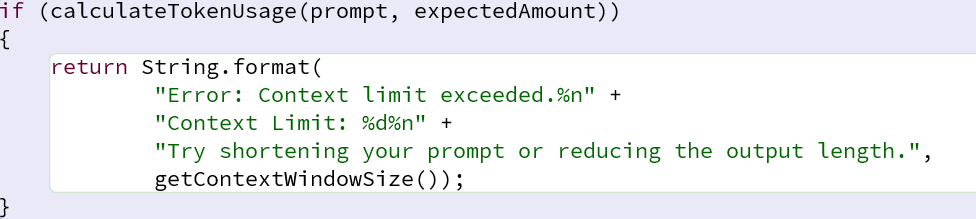 if (calculateTokenUsage(prompt, expectedAmount))
{
    return String.format(
            "Error: Context limit exceeded.%n" +
            "Context Limit: %d%n" +
            "Try shortening your prompt or reducing the output length.",
            getContextWindowSize());
}